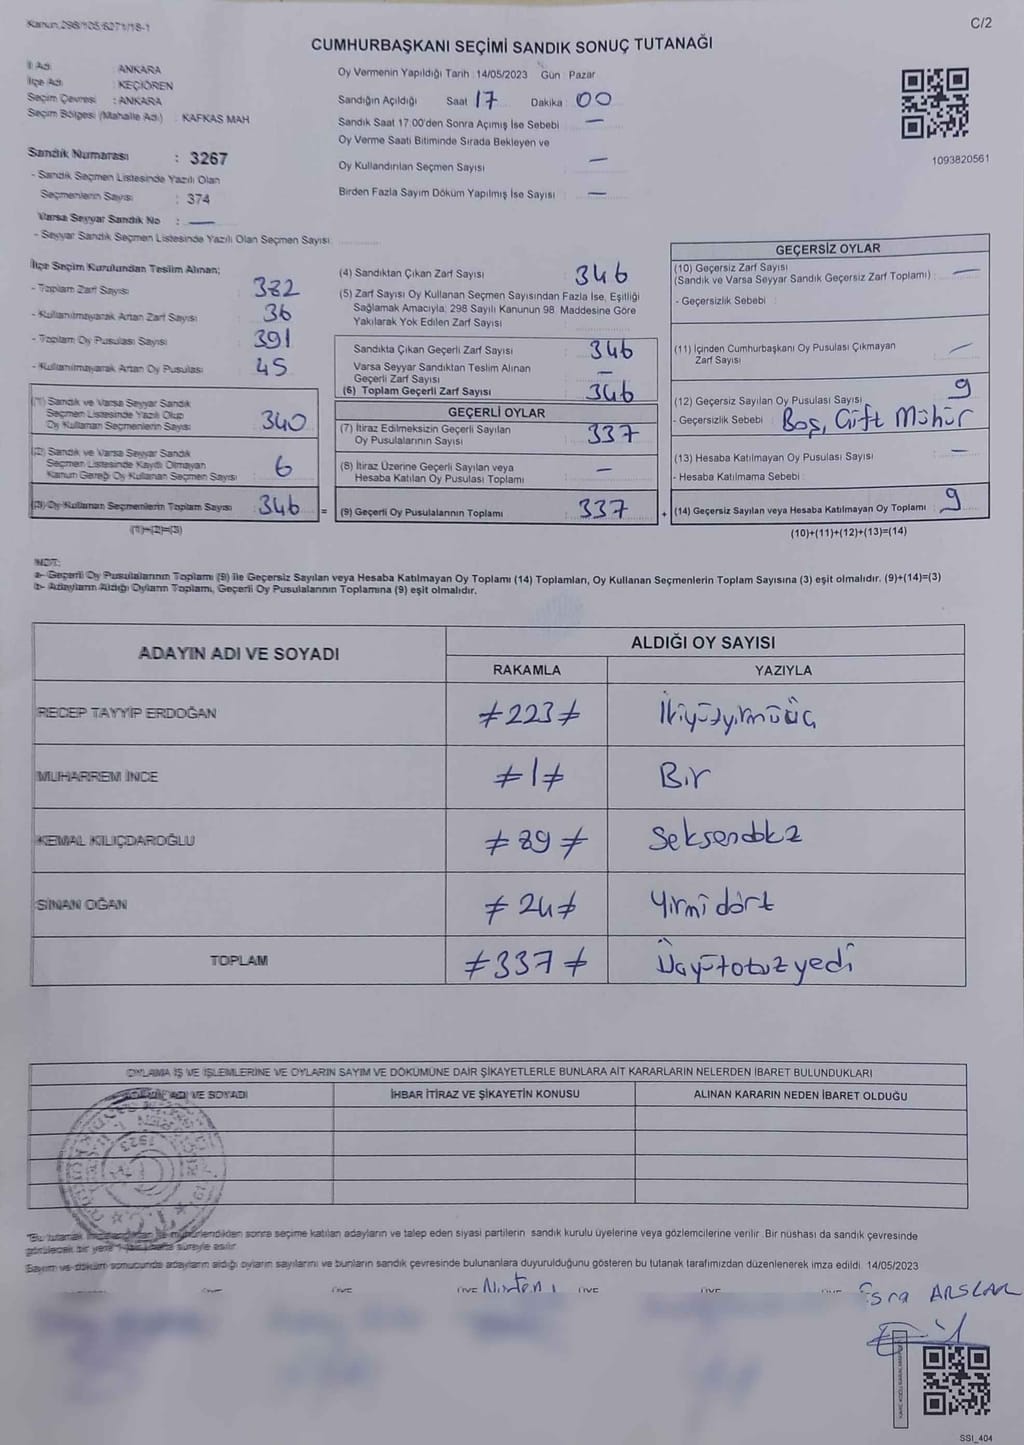 Kanun:298/105;6271/18-1
C/2
CUMHURBAŞKANI SEÇİMİ SANDIK SONUÇ TUTANAĞI
İl Adı : ANKARA
İlçe Adı : KEÇİÖREN
Seçim Çevresi : ANKARA
Seçim Bölgesi (Mahalle Adı) : KAFKAS MAH
Sandık Numarası : 3267
- Sandık Seçmen Listesinde Yazılı Olan
Seçmenlerin Sayısı : 374
Varsa Seyyar Sandık No : —
- Seyyar Sandık Seçmen Listesinde Yazılı Olan Seçmen Sayısı:
Oy Vermenin Yapıldığı Tarih : 14/05/2023 Gün : Pazar
Sandığın Açıldığı Saat 17 Dakika : 00
Sandık Saat 17:00'den Sonra Açımış İse Sebebi : —
Oy Verme Saati Bitiminde Sırada Bekleyen ve
Oy Kullandırılan Seçmen Sayısı : —
Birden Fazla Sayım Döküm Yapılmış İse Sayısı : —
1093820561
İlçe Seçim Kurulundan Teslim Alınan;
- Toplam Zarf Sayısı : 382
- Kullanılmayarak Artan Zarf Sayısı : 36
- Toplam Oy Pusulası Sayısı : 391
- Kullanılmayarak Artan Oy Pusulası : 45
(1) Sandık ve Varsa Seyyar Sandık
Seçmen Listesinde Yazılı Olup
Oy Kullanan Seçmenlerin Sayısı : 340
(2) Sandık ve Varsa Seyyar Sandık
Seçmen Listesinde Kayıtlı Olmayan
Kanun Gereği Oy Kullanan Seçmen Sayısı : 6
(3) Oy Kullanan Seçmenlerin Toplam Sayısı : 346 =
(1)+(2)=(3)
(4) Sandıktan Çıkan Zarf Sayısı : 346
(5) Zarf Sayısı Oy Kullanan Seçmen Sayısından Fazla İse, Eşitliği
Sağlamak Amacıyla; 298 Sayılı Kanunun 98. Maddesine Göre
Yakılarak Yok Edilen Zarf Sayısı :
Sandıkta Çıkan Geçerli Zarf Sayısı : 346
Varsa Seyyar Sandıktan Teslim Alınan
Geçerli Zarf Sayısı : —
(6) Toplam Geçerli Zarf Sayısı : 346
GEÇERLİ OYLAR
(7) İtiraz Edilmeksizin Geçerli Sayılan
Oy Pusulalarının Sayısı : 337
(8) İtiraz Üzerine Geçerli Sayılan veya
Hesaba Katılan Oy Pusulası Toplamı : —
(9) Geçerli Oy Pusulalarının Toplamı : 337 +
GEÇERSİZ OYLAR
(10) Geçersiz Zarf Sayısı
(Sandık ve Varsa Seyyar Sandık Geçersiz Zarf Toplamı) : —
- Geçersizlik Sebebi :
(11) İçinden Cumhurbaşkanı Oy Pusulası Çıkmayan
Zarf Sayısı : —
(12) Geçersiz Sayılan Oy Pusulası Sayısı : 9
- Geçersizlik Sebebi : Boş, Çift Mühür
(13) Hesaba Katılmayan Oy Pusulası Sayısı : —
- Hesaba Katılmama Sebebi :
(14) Geçersiz Sayılan veya Hesaba Katılmayan Oy Toplamı : 9
(10)+(11)+(12)+(13)=(14)
NOT:
a- Geçerli Oy Pusulalarının Toplamı (9) ile Geçersiz Sayılan veya Hesaba Katılmayan Oy Toplamı (14) Toplamları, Oy Kullanan Seçmenlerin Toplam Sayısına (3) eşit olmalıdır. (9)+(14)=(3)
b- Adayların Aldığı Oyların Toplamı, Geçerli Oy Pusulalarının Toplamına (9) eşit olmalıdır.
ADAYIN ADI VE SOYADI
ALDIĞI OY SAYISI
RAKAMLA YAZIYLA
RECEP TAYYİP ERDOĞAN ≠223≠ İkiyüzyirmiüç
MUHARREM İNCE ≠1≠ Bir
KEMAL KILIÇDAROĞLU ≠89≠ Seksendokz
SİNAN OĞAN ≠24≠ Yirmi dört
TOPLAM ≠337≠ Üçyüzotuzyedi
OYLAMA İŞ VE İŞLEMLERİNE VE OYLARIN SAYIM VE DÖKÜMÜNE DAİR ŞİKAYETLERLE BUNLARA AİT KARARLARIN NELERDEN İBARET BULUNDUKLARI
ADI VE SOYADI İHBAR İTİRAZ VE ŞİKAYETİN KONUSU ALINAN KARARIN NEDEN İBARET OLDUĞU
1923
T.C.
*Bu tutanak imzalandıktan ve mühürlendikten sonra seçime katılan adayların ve talep eden siyasi partilerin sandık kurulu üyelerine veya gözlemcilerine verilir. Bir nüshası da sandık çevresinde
görülecek bir yere 1 bir hafta süreyle asılır.
Sayım ve döküm sonucunda adayların aldığı oyların sayılarını ve bunların sandık çevresinde bulunanlara duyurulduğunu gösteren bu tutanak tarafımızdan düzenlenerek imza edildi. 14/05/2023
Esra ARSLAN
SSI_404